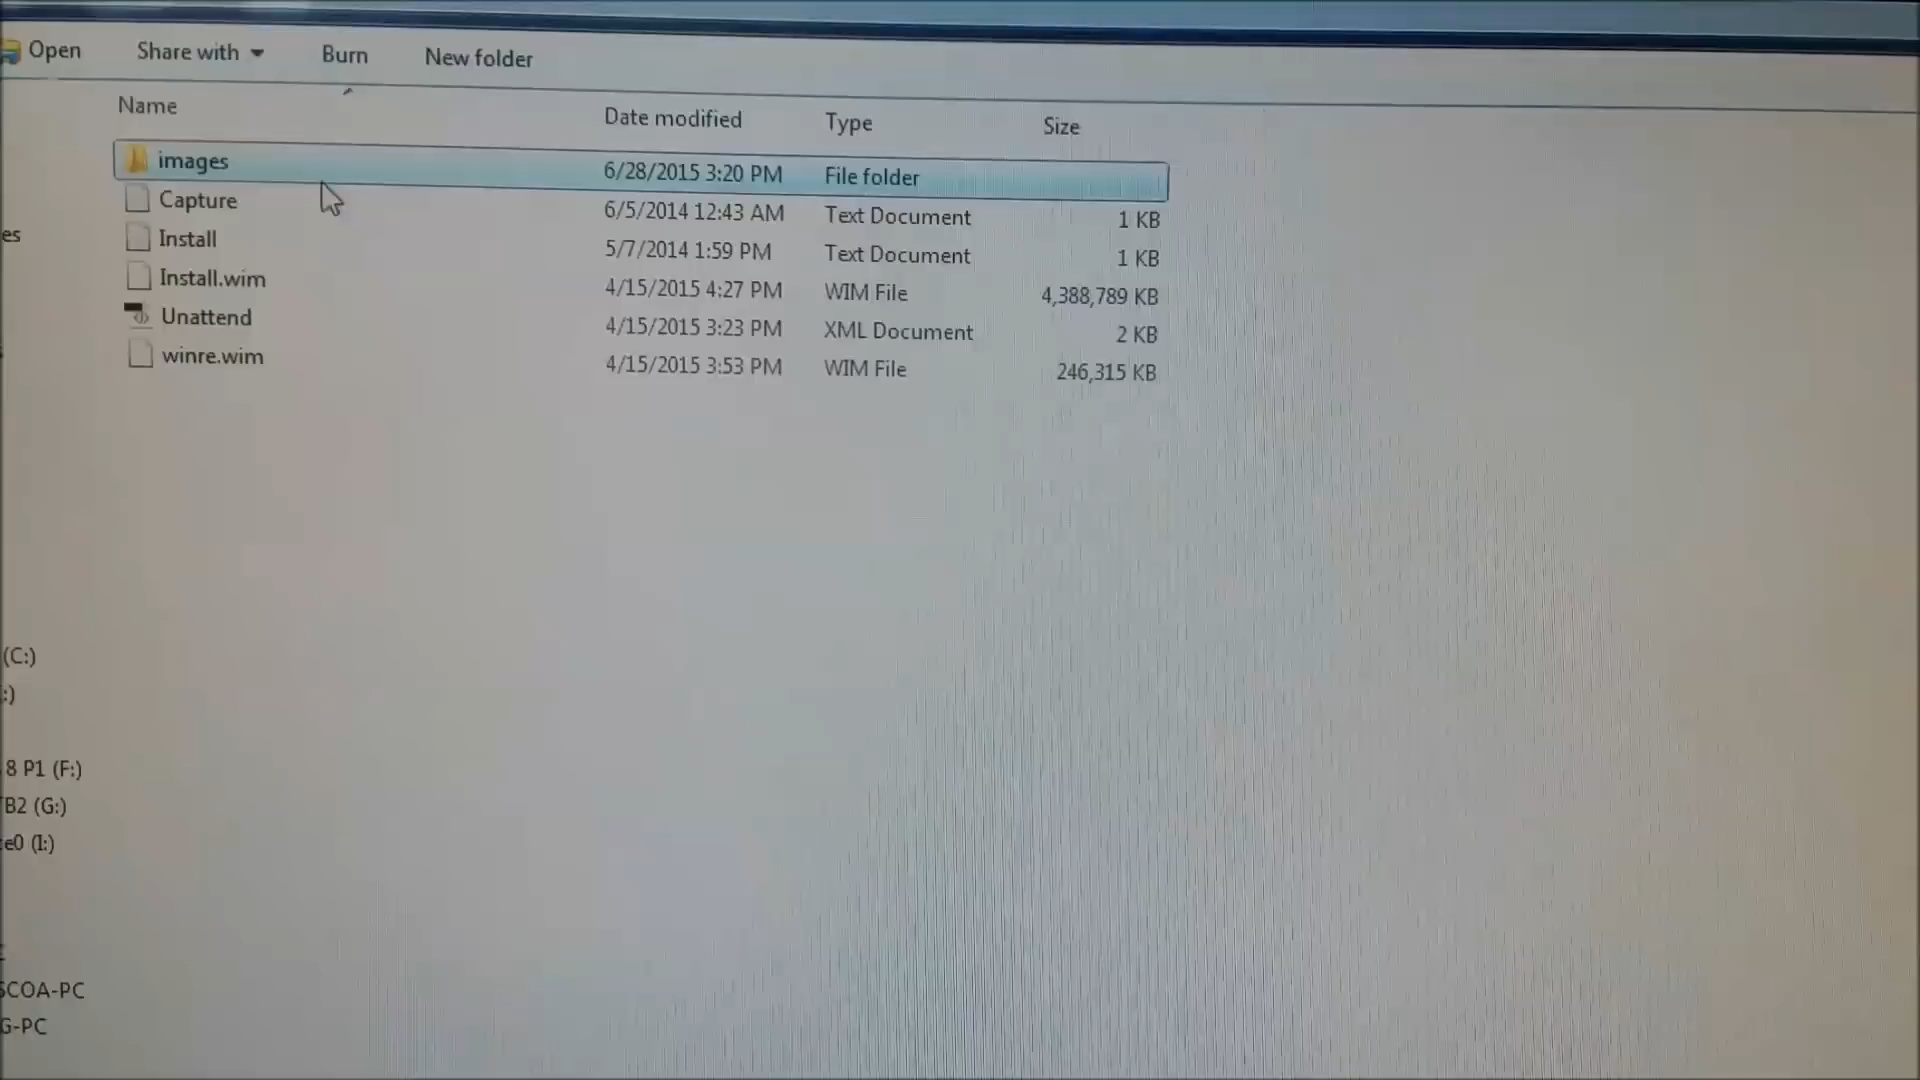 Open Share with Burn New folder
Name Date modified Type Size
images 6/28/2015 3:20 PM File folder
Capture 6/5/2014 12:43 AM Text Document 1 KB
Install 5/7/2014 1:59 PM Text Document 1 KB
Install.wim 4/15/2015 4:27 PM WIM File 4,388,789 KB
Unattend 4/15/2015 3:23 PM XML Document 2 KB
winre.wim 4/15/2015 3:53 PM WIM File 246,315 KB
es
(C:)
:)
8 P1 (F:)
B2 (G:)
e0 (I:)
SCOA-PC
G-PC